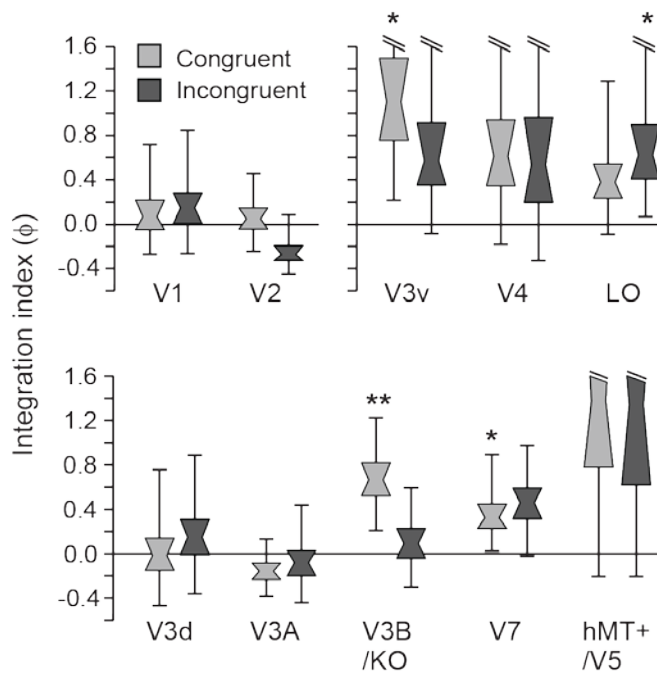 Integration index (ϕ)
* *
1.6 Congruent
1.2 Incongruent
0.8
0.4
0.0
-0.4
V1 V2 V3v V4 LO
1.6
1.2 **
0.8 *
0.4
0.0
-0.4
V3d V3A V3B V7 hMT+
/KO /V5